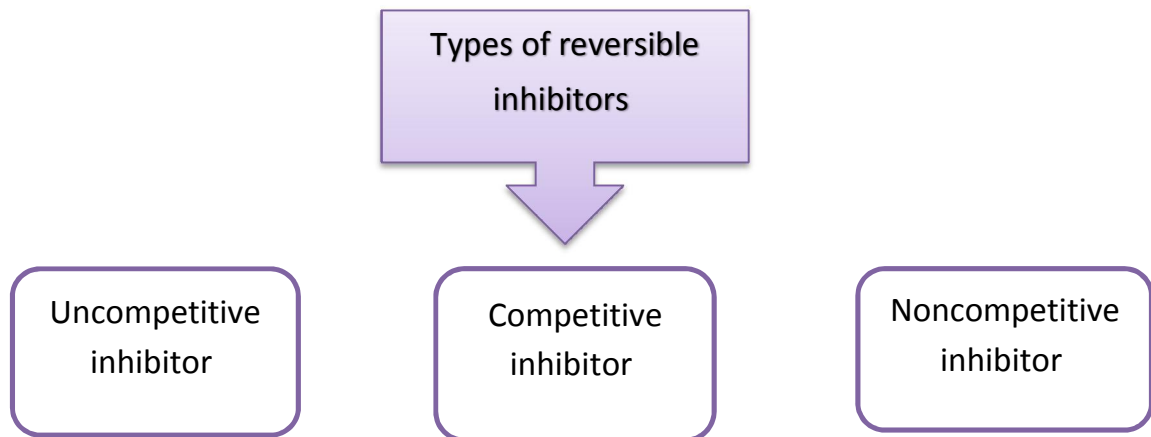 Types of reversible
inhibitors
Uncompetitive
inhibitor
Competitive
inhibitor
Noncompetitive
inhibitor